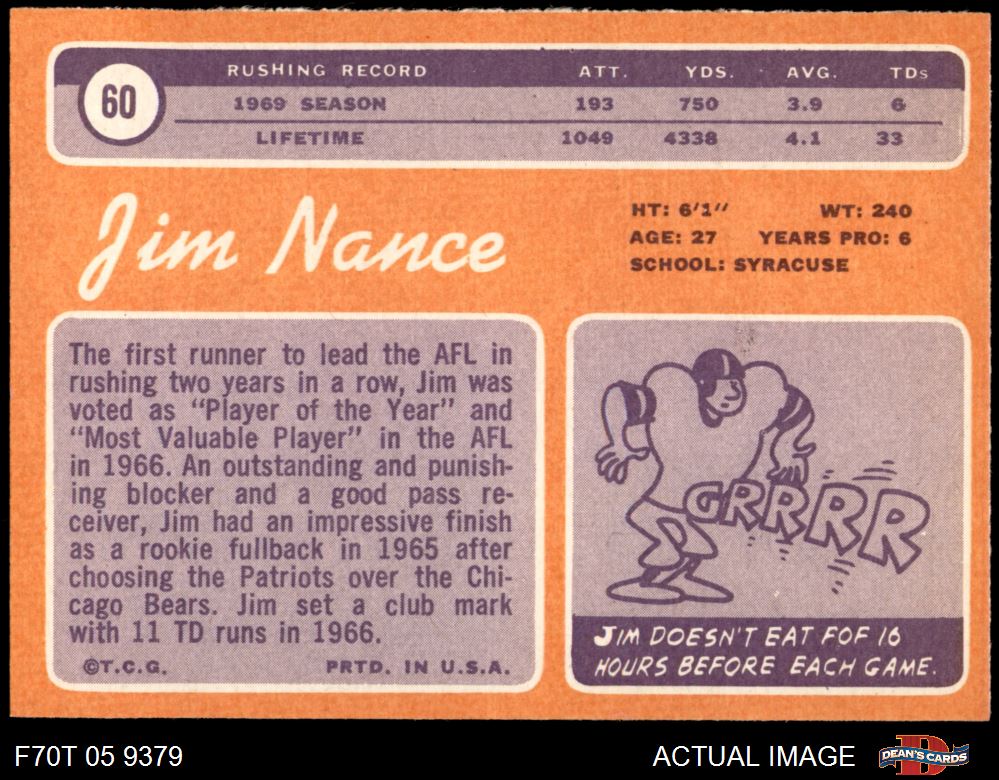 60
RUSHING RECORD ATT. YDS. AVG. TDs
1969 SEASON 193 750 3.9 6
LIFETIME 1049 4338 4.1 33
Jim Nance
HT: 6'1" WT: 240
AGE: 27 YEARS PRO: 6
SCHOOL: SYRACUSE
The first runner to lead the AFL in
rushing two years in a row, Jim was
voted as "Player of the Year" and
"Most Valuable Player" in the AFL
in 1966. An outstanding and punish-
ing blocker and a good pass re-
ceiver, Jim had an impressive finish
as a rookie fullback in 1965 after
choosing the Patriots over the Chi-
cago Bears. Jim set a club mark
with 11 TD runs in 1966.
©T.C.G. PRTD. IN U.S.A.
GRRRR
JIM DOESN'T EAT FOF 16
HOURS BEFORE EACH GAME.
F70T 05 9379
ACTUAL IMAGE
DEAN'S CARDS